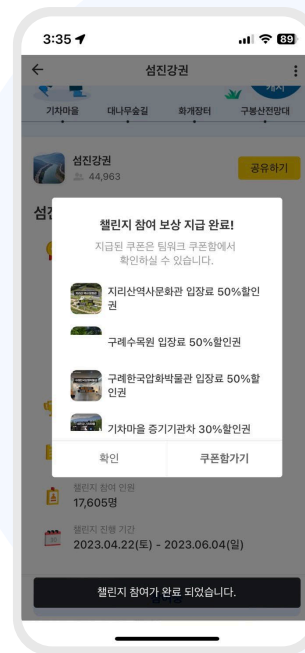 3:35
89
섬진강권
기차마을 대나무숲길 화개장터 구봉산전망대
섬진강권
44,963
공유하기
챌린지 참여 보상 지급 완료!
지급된 쿠폰은 팀워크 쿠폰함에서
확인하실 수 있습니다.
지리산역사문화관 입장료 50%할인
권
구례수목원 입장료 50%할인권
구례한국압화박물관 입장료 50%할
인권
기차마을 증기기관차 30%할인권
확인 쿠폰함가기
챌린지 참여 인원
17,605명
챌린지 진행 기간
2023.04.22(토) - 2023.06.04(일)
챌린지 참여가 완료 되었습니다.